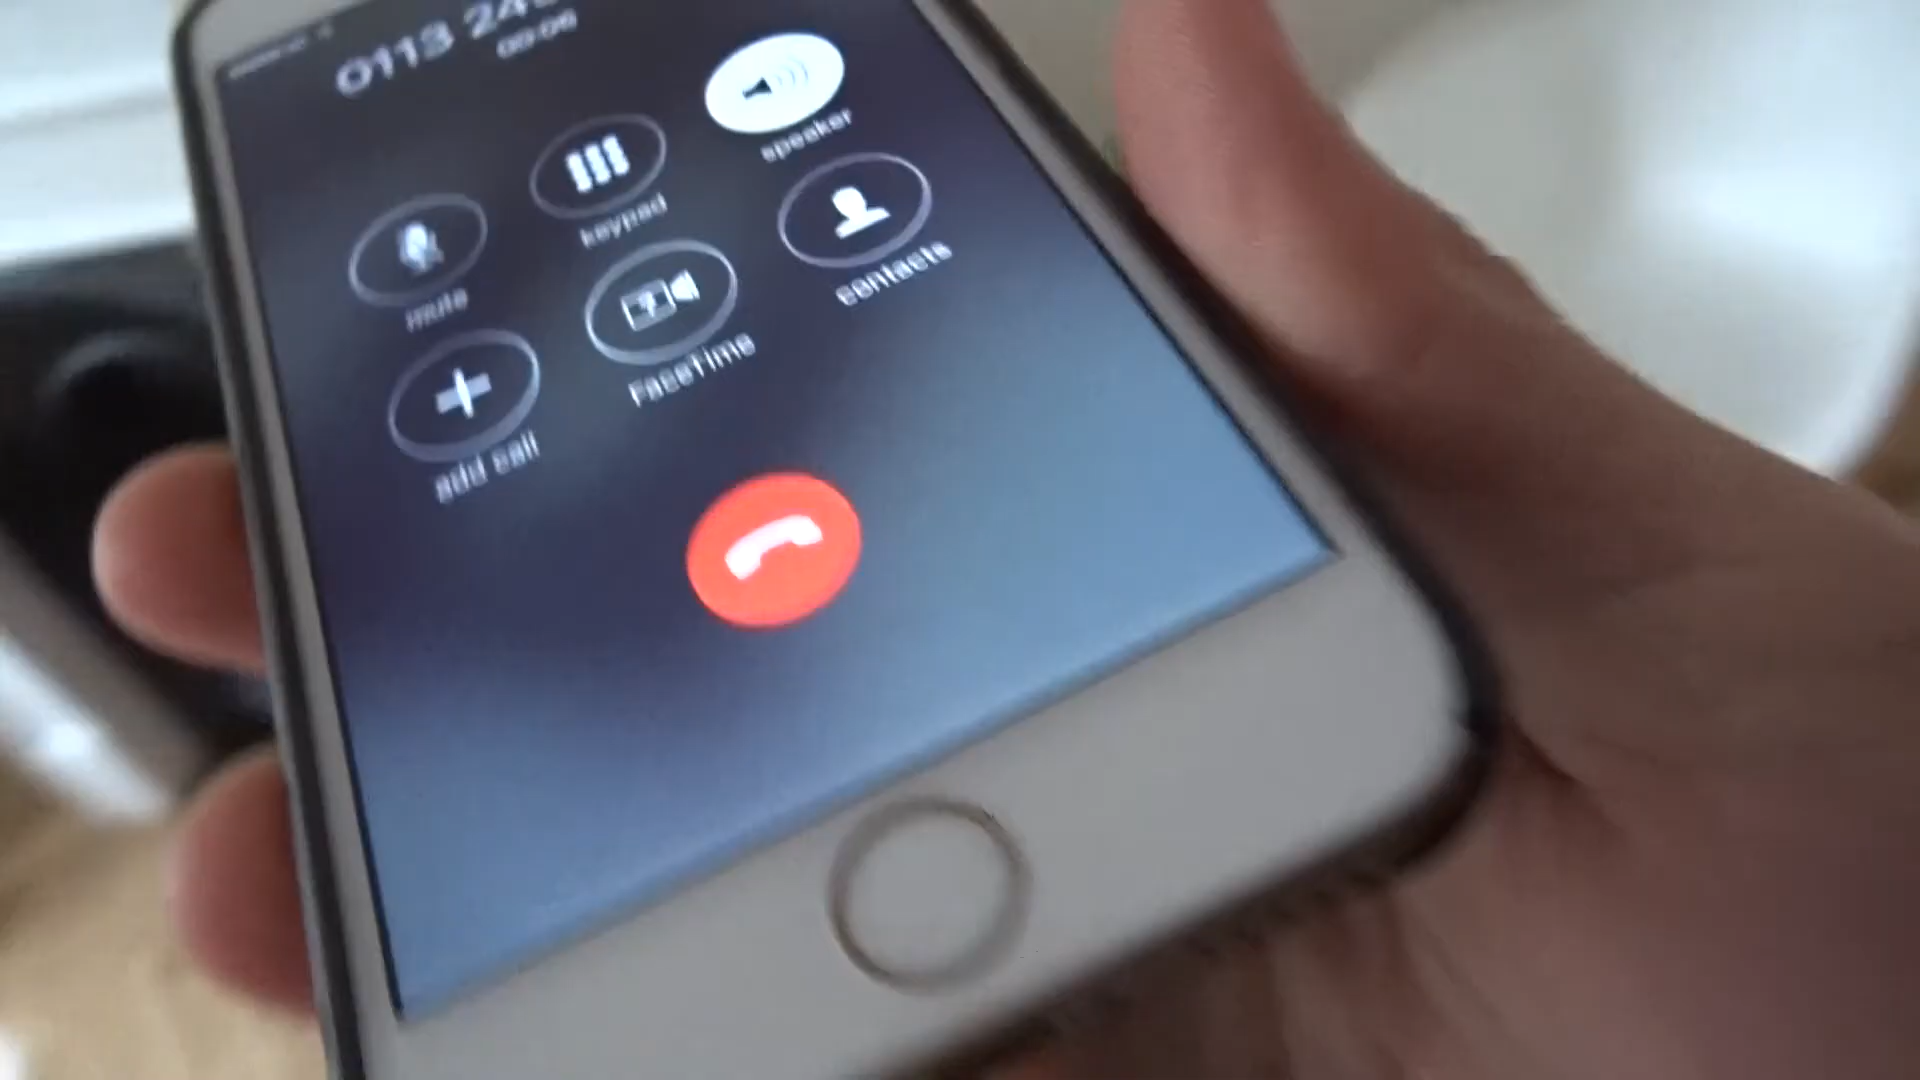 0113 24
00:06
mute
keypad
speaker
add call
FaceTime
contacts